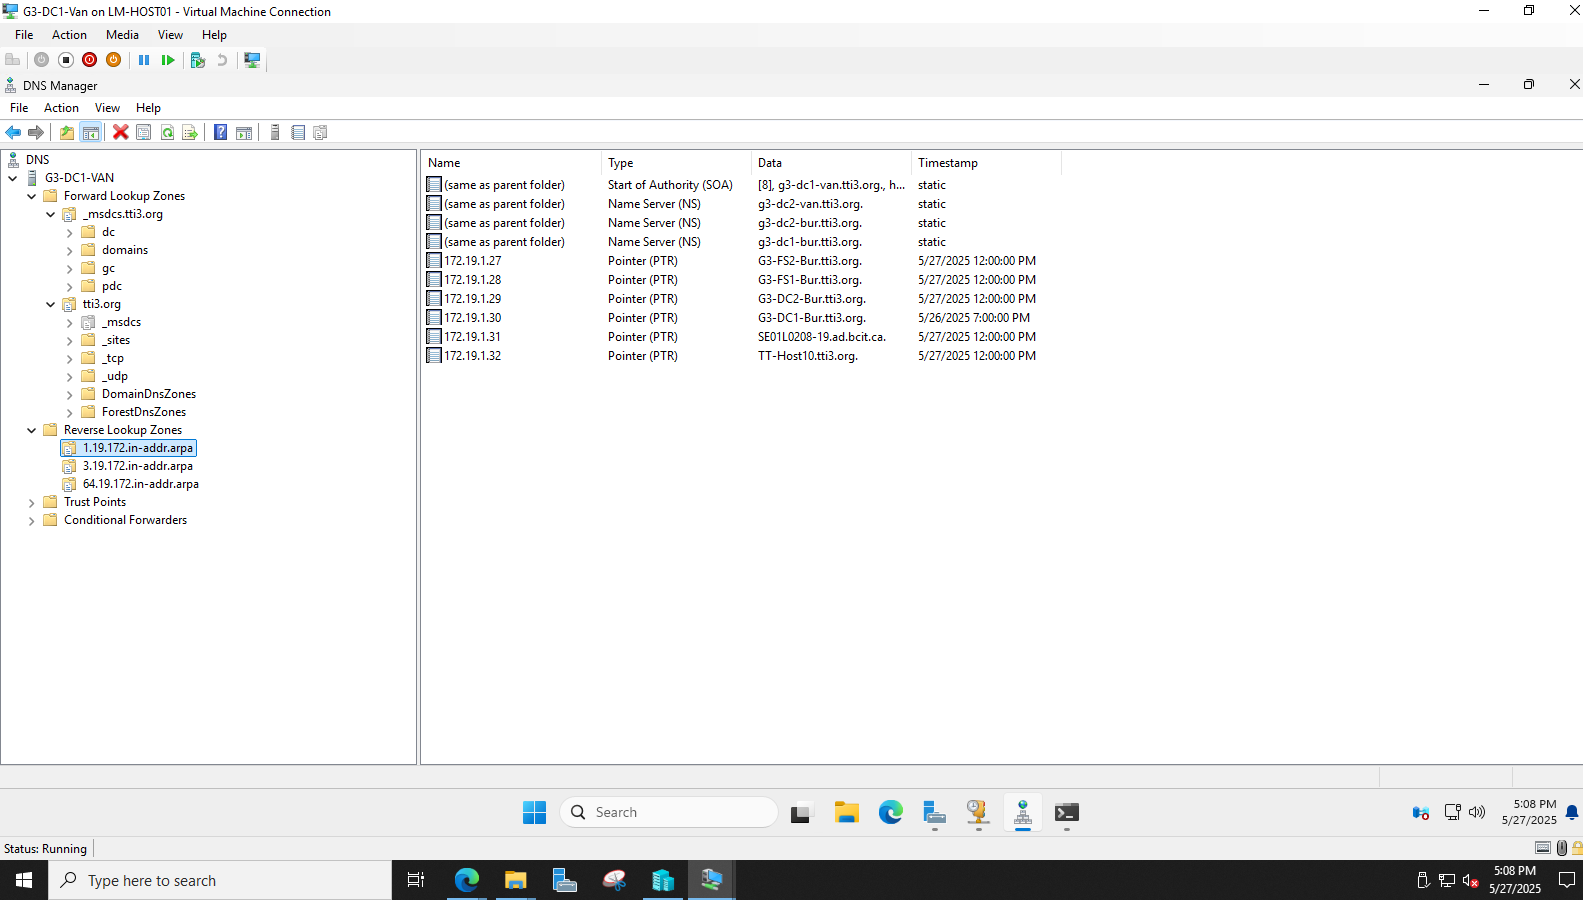 G3-DC1-Van on LM-HOST01 - Virtual Machine Connection
File Action Media View Help
DNS Manager
File Action View Help
DNS
G3-DC1-VAN
Forward Lookup Zones
_msdcs.tti3.org
dc
domains
gc
pdc
tti3.org
_msdcs
_sites
_tcp
_udp
DomainDnsZones
ForestDnsZones
Reverse Lookup Zones
1.19.172.in-addr.arpa
3.19.172.in-addr.arpa
64.19.172.in-addr.arpa
Trust Points
Conditional Forwarders
Name Type Data Timestamp
(same as parent folder) Start of Authority (SOA) [8], g3-dc1-van.tti3.org., h... static
(same as parent folder) Name Server (NS) g3-dc2-van.tti3.org. static
(same as parent folder) Name Server (NS) g3-dc2-bur.tti3.org. static
(same as parent folder) Name Server (NS) g3-dc1-bur.tti3.org. static
172.19.1.27 Pointer (PTR) G3-FS2-Bur.tti3.org. 5/27/2025 12:00:00 PM
172.19.1.28 Pointer (PTR) G3-FS1-Bur.tti3.org. 5/27/2025 12:00:00 PM
172.19.1.29 Pointer (PTR) G3-DC2-Bur.tti3.org. 5/27/2025 12:00:00 PM
172.19.1.30 Pointer (PTR) G3-DC1-Bur.tti3.org. 5/26/2025 7:00:00 PM
172.19.1.31 Pointer (PTR) SE01L0208-19.ad.bcit.ca. 5/27/2025 12:00:00 PM
172.19.1.32 Pointer (PTR) TT-Host10.tti3.org. 5/27/2025 12:00:00 PM
Search
5:08 PM
5/27/2025
Status: Running
Type here to search
5:08 PM
5/27/2025